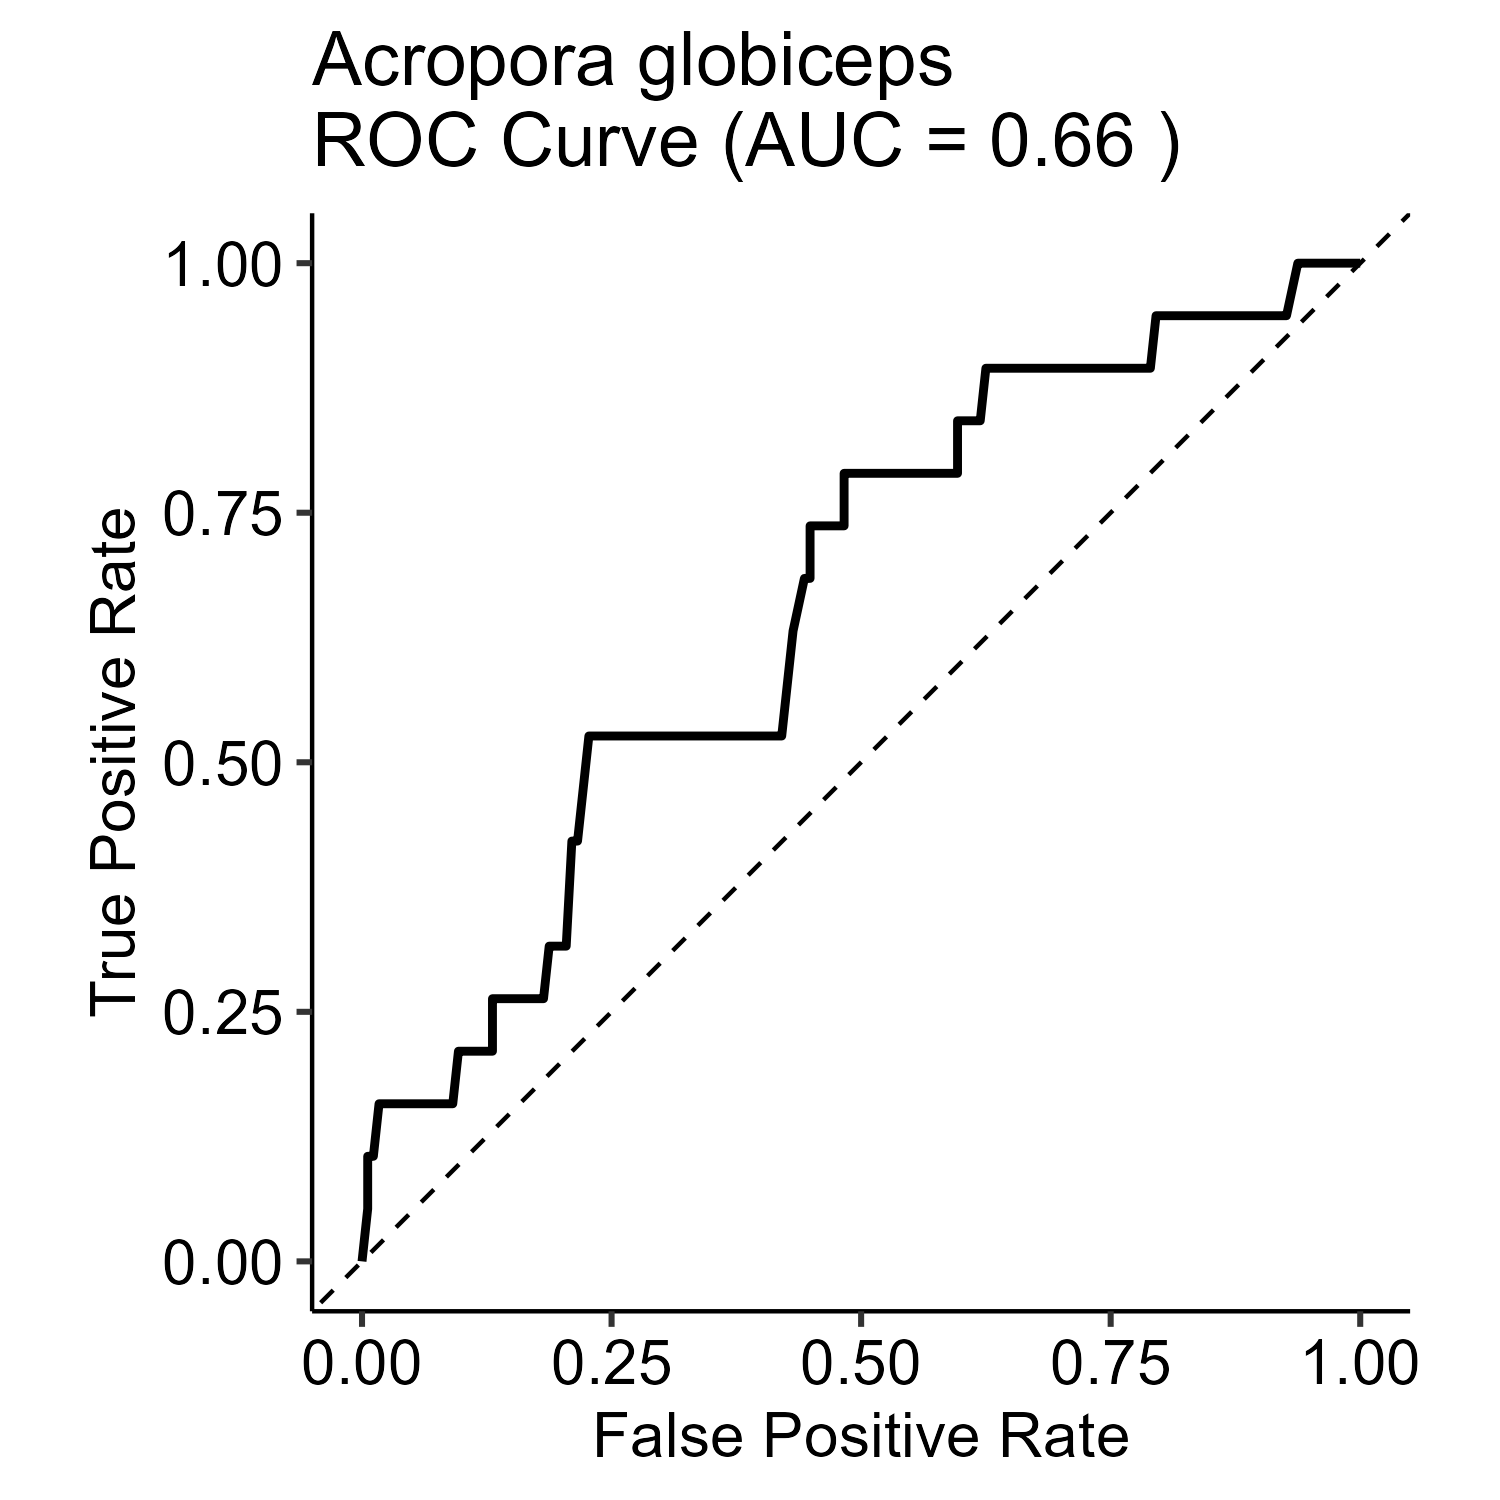 Acropora globiceps
ROC Curve (AUC = 0.66 )
1.00
0.75
0.50
0.25
0.00
True Positive Rate
0.00 0.25 0.50 0.75 1.00
False Positive Rate